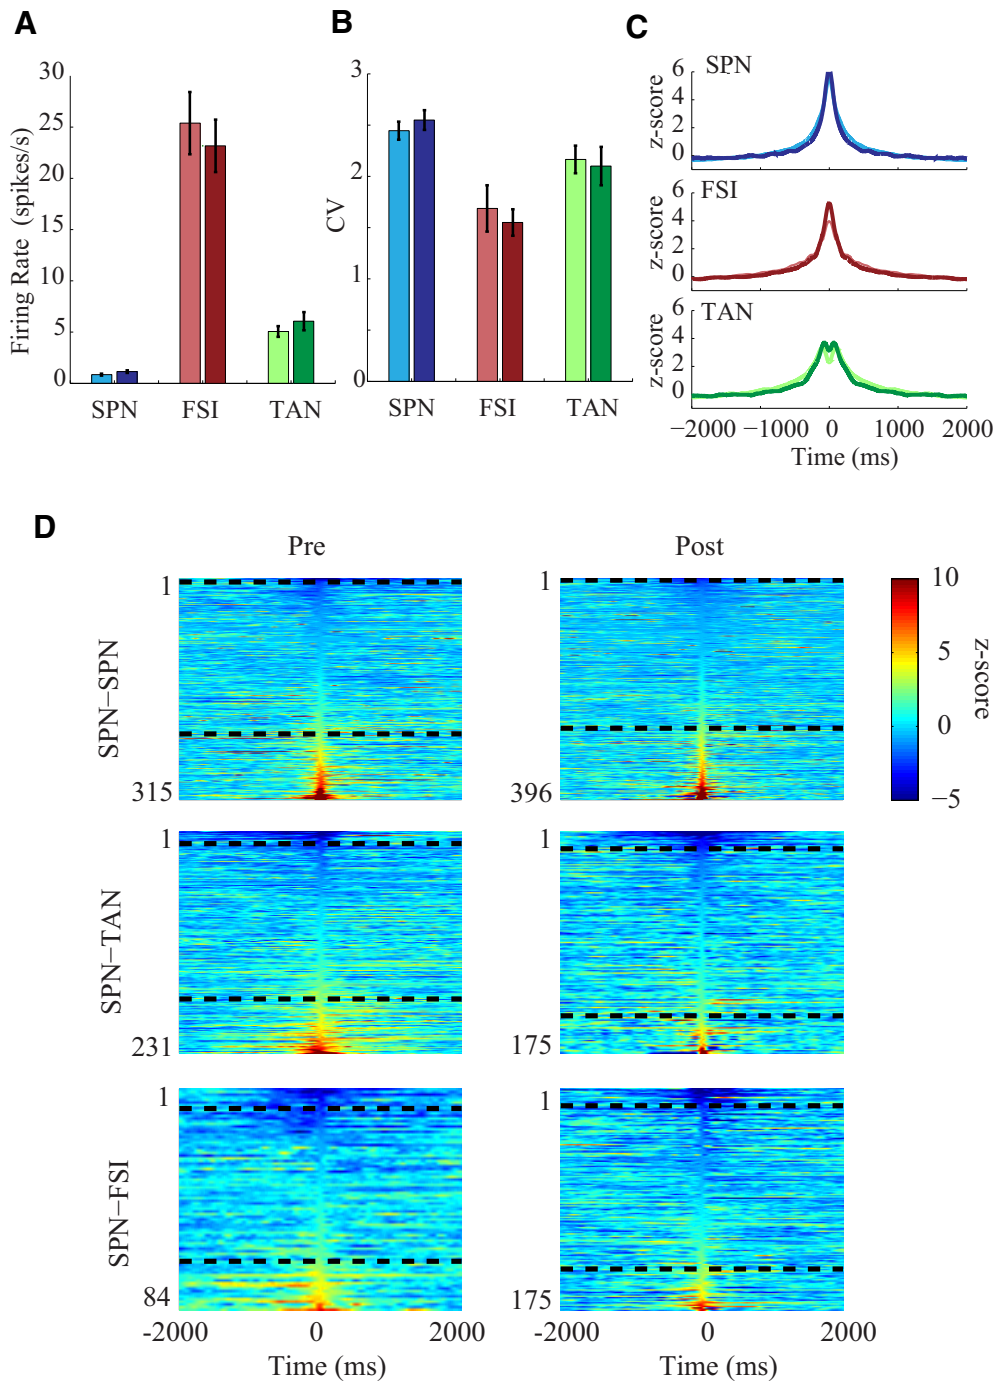 A
B
C
Firing Rate (spikes/s)
30
25
20
15
10
5
0
SPN FSI TAN
CV
3
2
1
0
SPN FSI TAN
SPN
z-score
6
4
2
0
FSI
z-score
6
4
2
0
TAN
z-score
6
4
2
0
−2000 −1000 0 1000 2000
Time (ms)
D
Pre Post
SPN−SPN
1
315
1
396
10
5
0
−5
z-score
SPN−TAN
1
231
1
175
SPN−FSI
1
84
1
175
-2000 0 2000
-2000 0 2000
Time (ms) Time (ms)